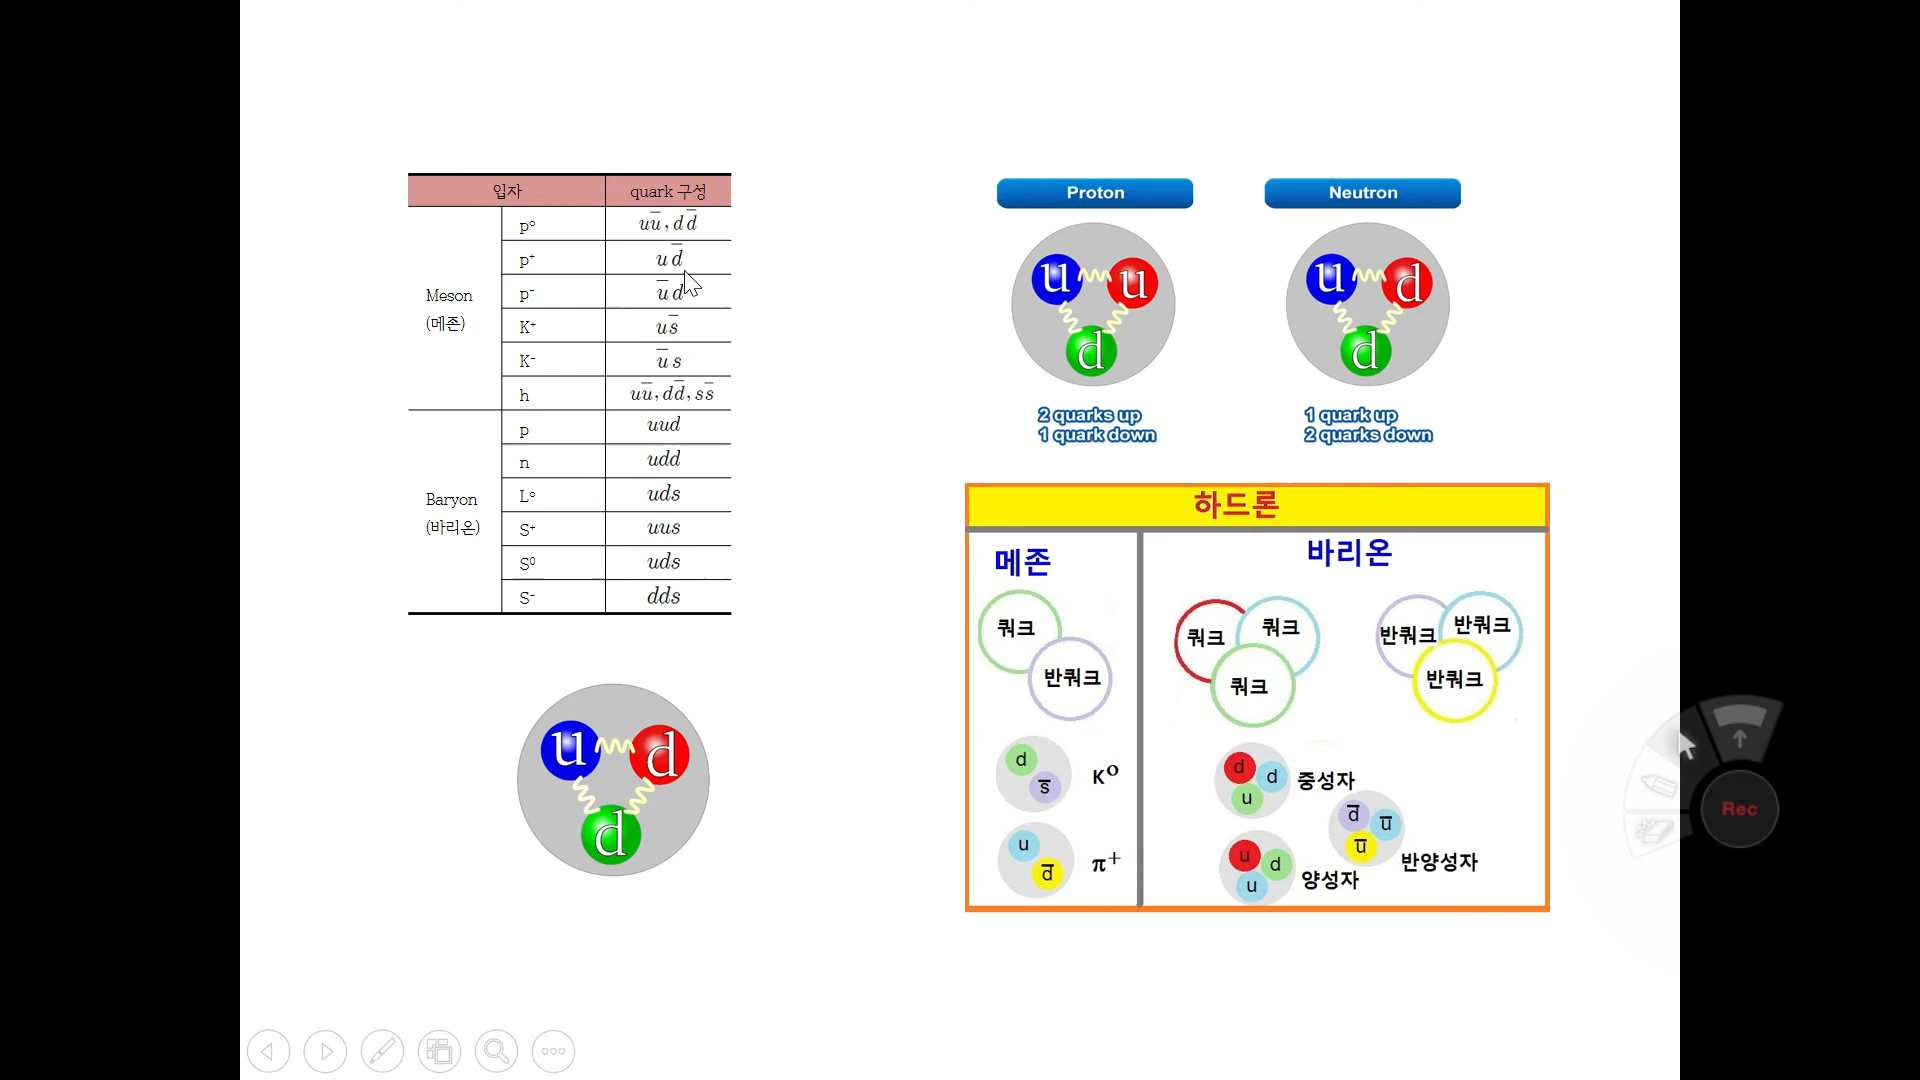 입자 quark 구성
Meson
(메존)
p° uu̅, dd̅
p⁺ ud̅
p⁻ u̅d
K⁺ us̅
K⁻ u̅s
h uu̅, dd̅, ss̅
Baryon
(바리온)
p uud
n udd
L° uds
S⁺ uus
S⁰ uds
S⁻ dds
u d
d
Proton
u u
d
2 quarks up
1 quark down
Neutron
u d
d
1 quark up
2 quarks down
하드론
메존
쿼크
반쿼크
d
s̅
K⁰
u
d̅
π⁺
바리온
쿼크 쿼크
쿼크
반쿼크 반쿼크
반쿼크
d d
u
중성자
u d
u
양성자
d̅ u̅
u̅
반양성자
Rec